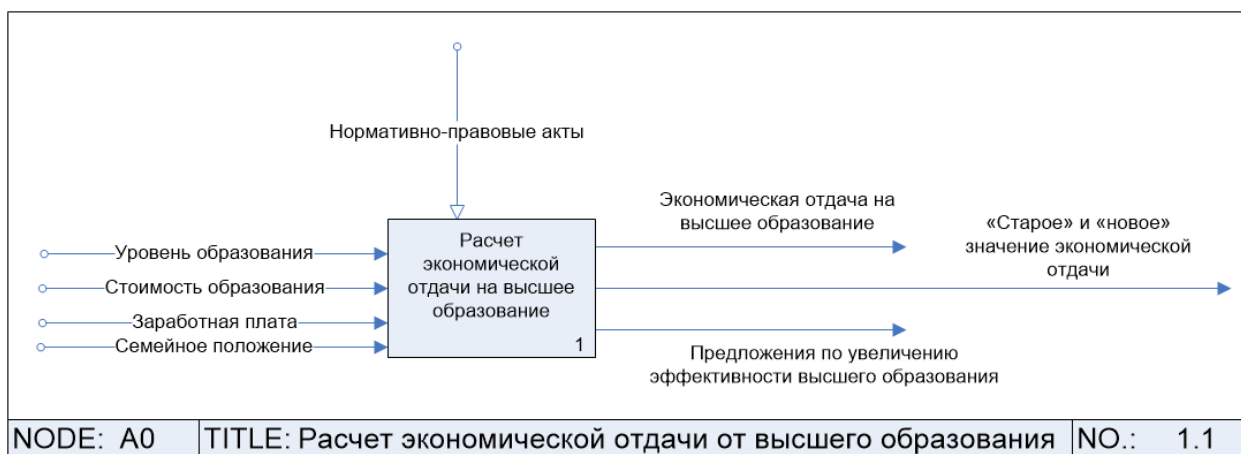 Нормативно-правовые акты
Экономическая отдача на
высшее образование
«Старое» и «новое»
значение экономической
отдачи
Уровень образования
Стоимость образования
Заработная плата
Семейное положение
Расчет
экономической
отдачи на высшее
образование
1
Предложения по увеличению
эффективности высшего образования
NODE: A0 TITLE: Расчет экономической отдачи от высшего образования NO.: 1.1